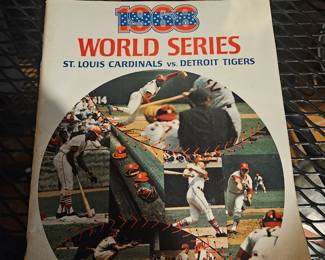 1968
WORLD SERIES
ST. LOUIS CARDINALS vs. DETROIT TIGERS